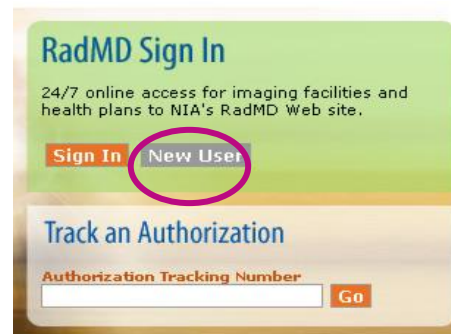 RadMD Sign In
24/7 online access for imaging facilities and
health plans to NIA's RadMD Web site.
Sign In New User
Track an Authorization
Authorization Tracking Number
Go